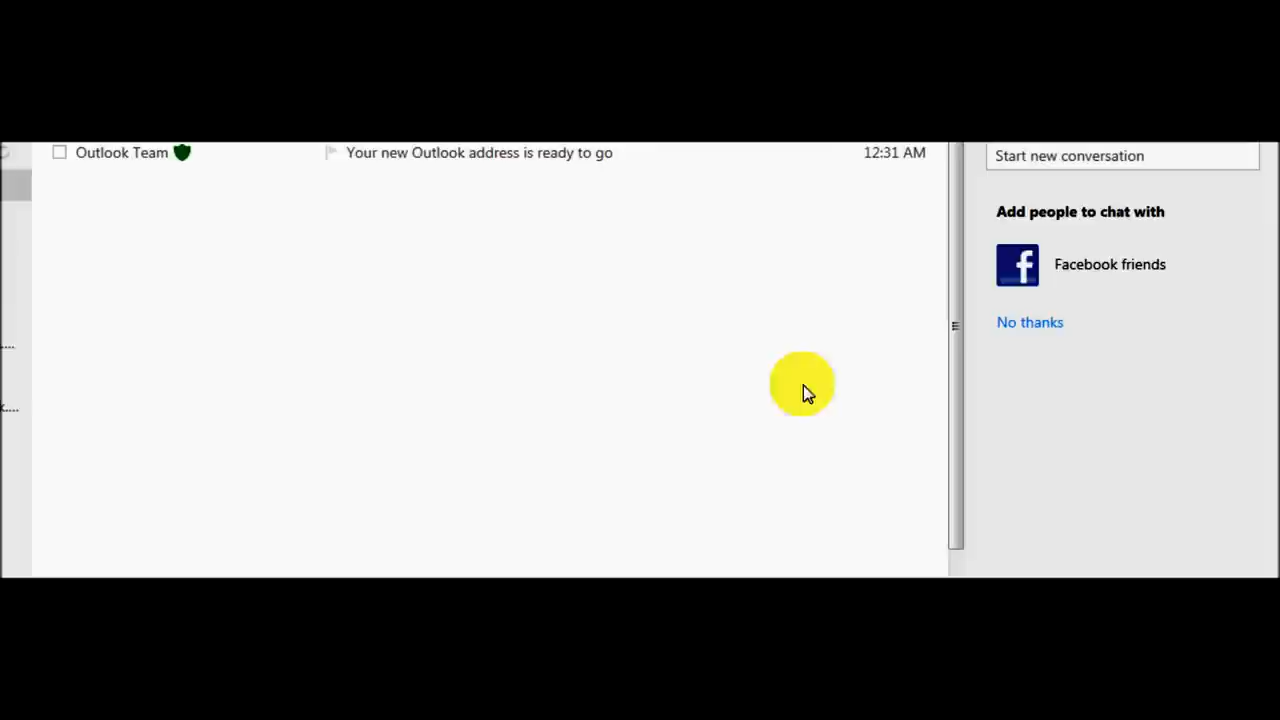 Outlook Team Your new Outlook address is ready to go 12:31 AM
Start new conversation
Add people to chat with
Facebook friends
No thanks